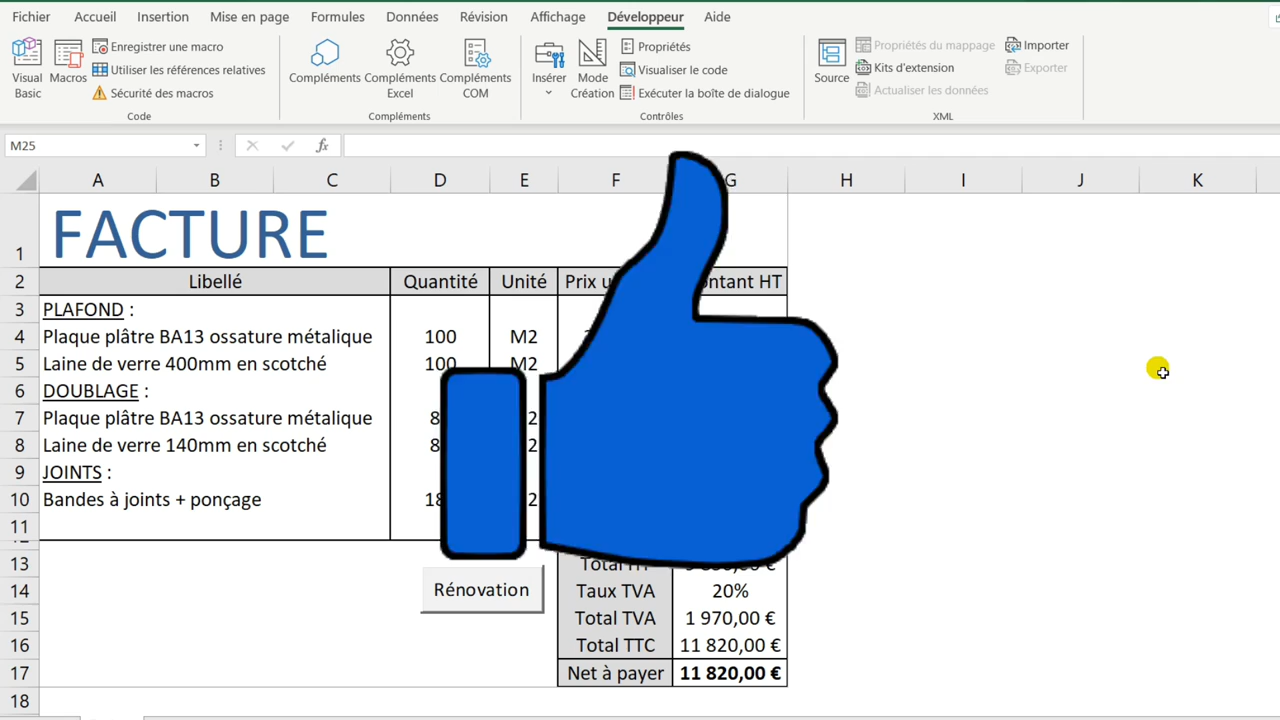 Fichier Accueil Insertion Mise en page Formules Données Révision Affichage Développeur Aide
Visual Basic
Macros
Enregistrer une macro
Utiliser les références relatives
Sécurité des macros
Code
Compléments
Compléments Excel
Compléments COM
Compléments
Insérer
Mode Création
Propriétés
Visualiser le code
Exécuter la boîte de dialogue
Contrôles
Source
Propriétés du mappage
Kits d'extension
Actualiser les données
Importer
Exporter
XML
M25 fx
A B C D E F G H I J K
1 FACTURE
2 Libellé Quantité Unité Prix HT
3 PLAFOND :
4 Plaque plâtre BA13 ossature métalique 100 M2
5 Laine de verre 400mm en scotché 100 M2
6 DOUBLAGE :
7 Plaque plâtre BA13 ossature métalique
8 Laine de verre 140mm en scotché
9 JOINTS :
10 Bandes à joints + ponçage
11
13 Total
14 Rénovation Taux TVA 20%
15 Total TVA 1 970,00 €
16 Total TTC 11 820,00 €
17 Net à payer 11 820,00 €
18